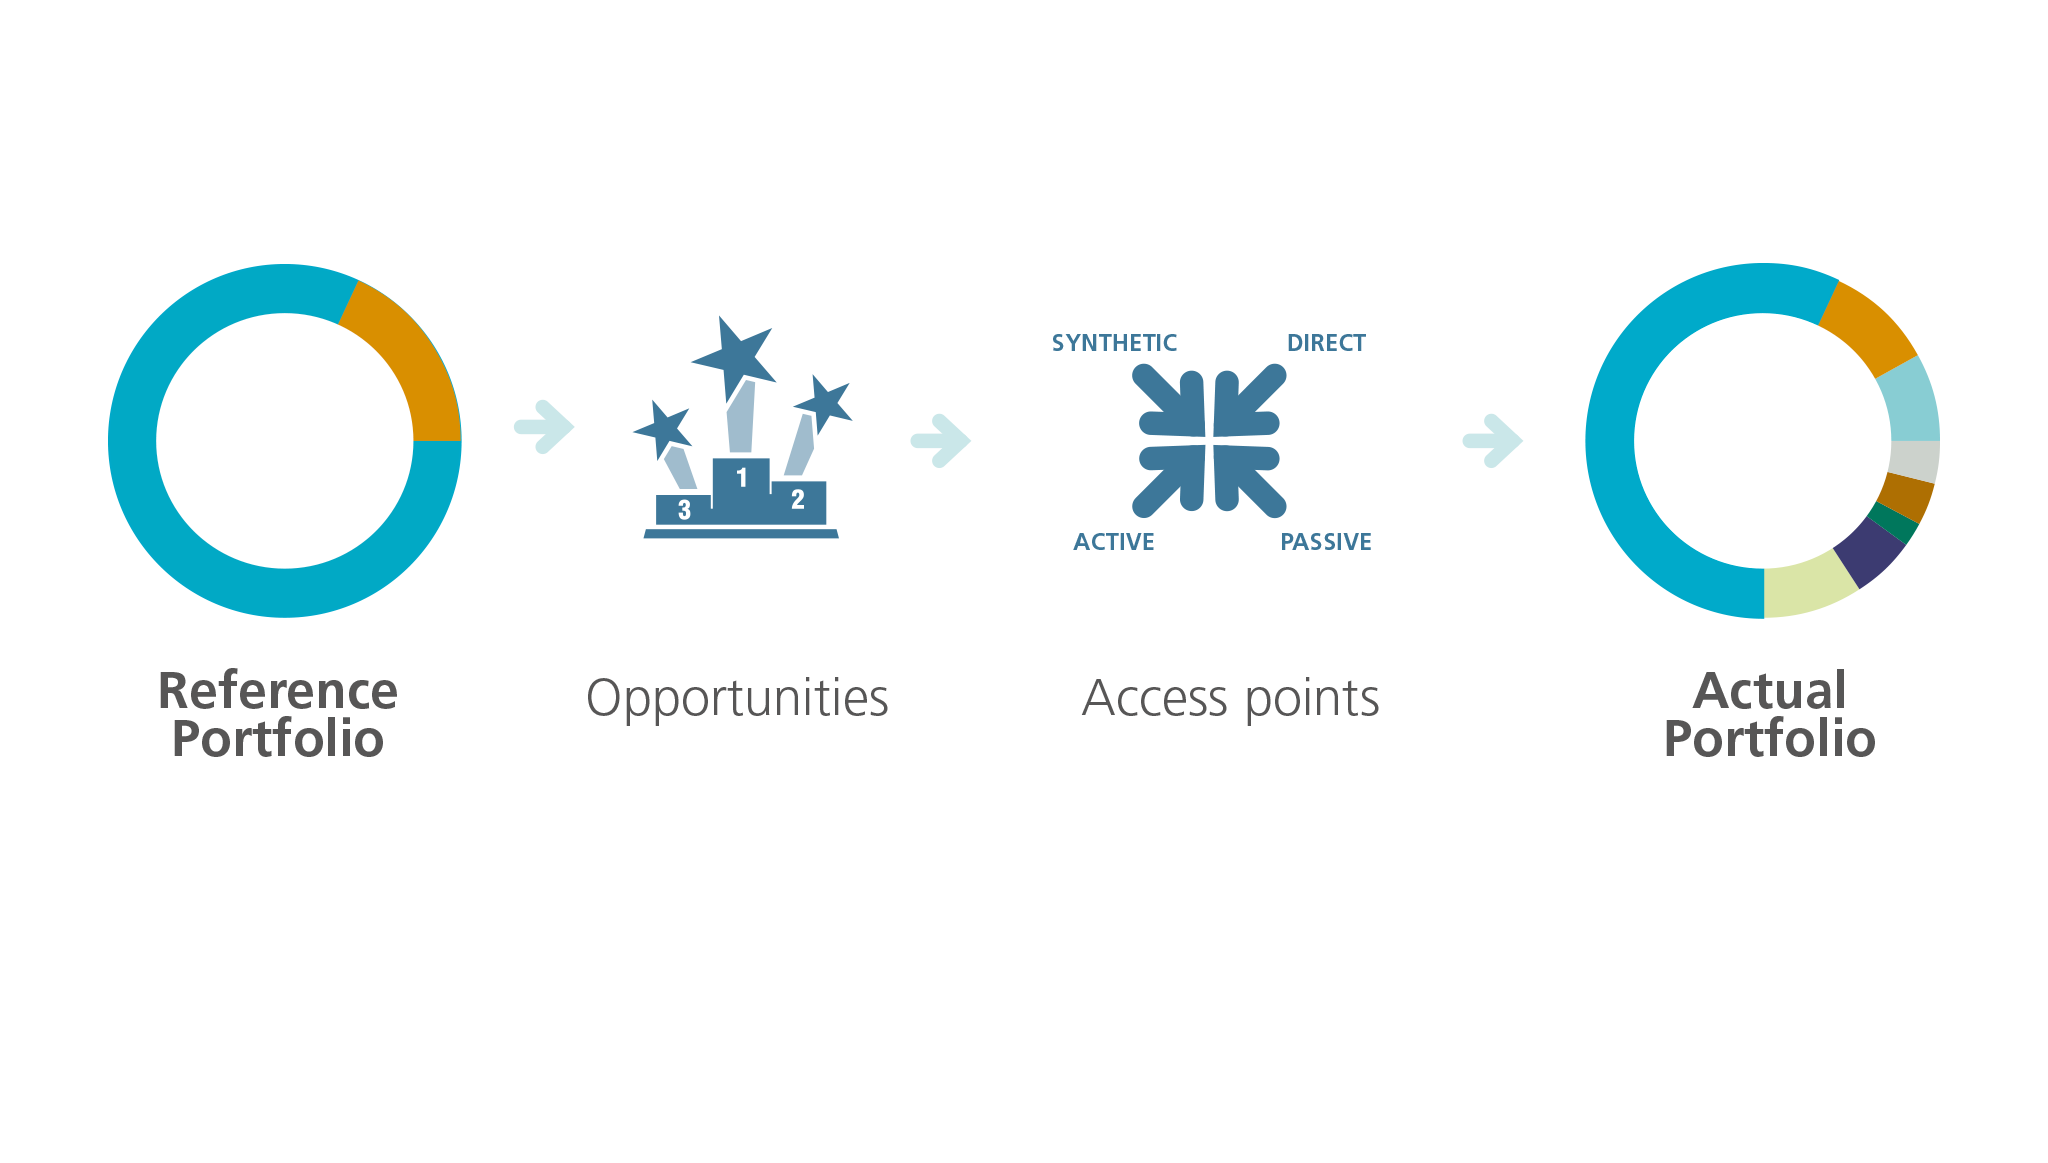 SYNTHETIC
DIRECT
1
2
3
ACTIVE
PASSIVE
Reference
Portfolio
Opportunities
Access points
Actual
Portfolio